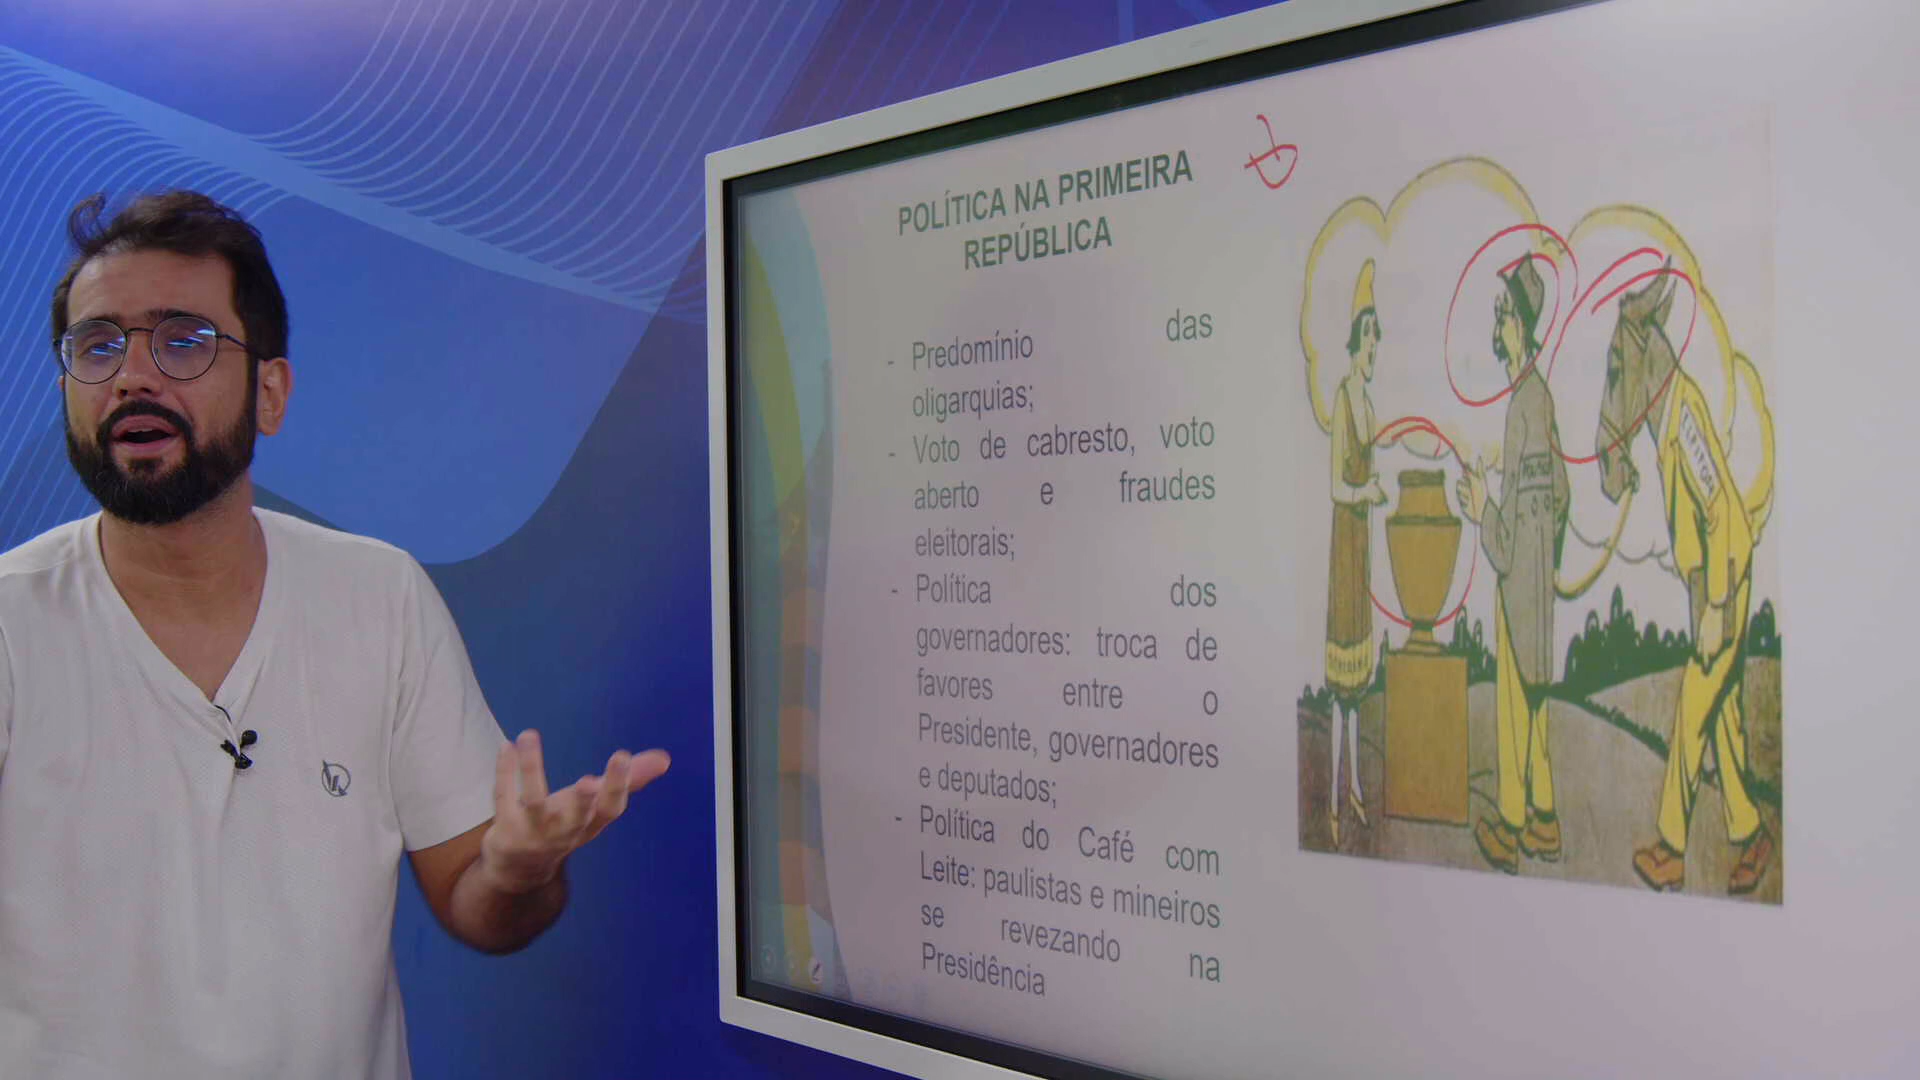 POLÍTICA NA PRIMEIRA
REPÚBLICA
- Predomínio das
oligarquias;
- Voto de cabresto, voto
aberto e fraudes
eleitorais;
- Política dos
governadores: troca de
favores entre o
Presidente, governadores
e deputados;
- Política do Café com
Leite: paulistas e mineiros
se revezando na
Presidência